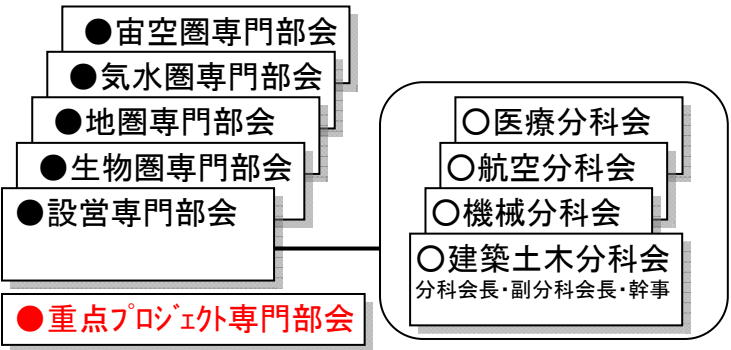 ●宙空圏専門部会
●気水圏専門部会
●地圏専門部会
●生物圏専門部会
●設営専門部会
●重点プロジェクト専門部会
○医療分科会
○航空分科会
○機械分科会
○建築土木分科会
分科会長・副分科会長・幹事